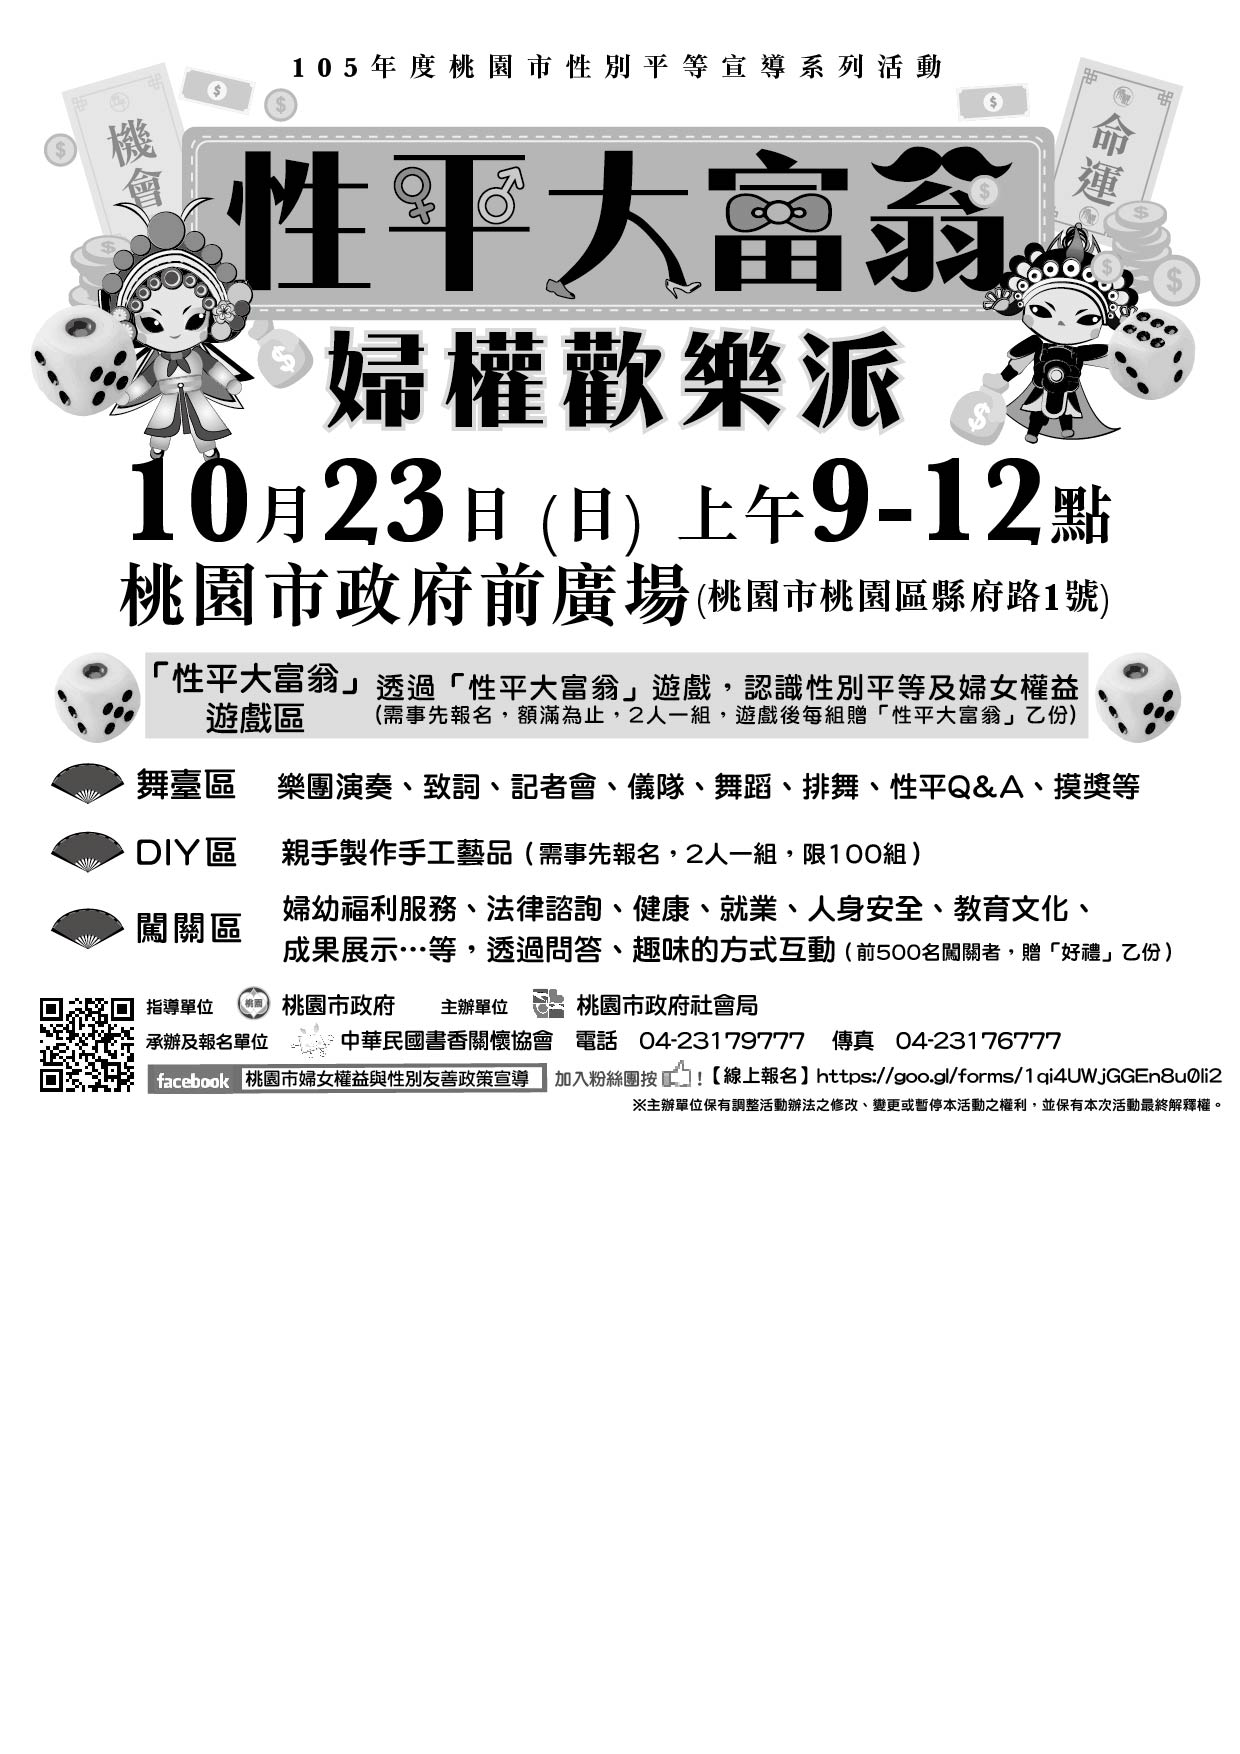 105年度桃園市性別平等宣導系列活動
機會
命運
性平大富翁
婦權歡樂派
10月23日(日) 上午9-12點
桃園市政府前廣場(桃園市桃園區縣府路1號)
「性平大富翁」遊戲區
透過「性平大富翁」遊戲，認識性別平等及婦女權益
(需事先報名，額滿為止，2人一組，遊戲後每組贈「性平大富翁」乙份)
舞臺區 樂團演奏、致詞、記者會、儀隊、舞蹈、排舞、性平Q&A、摸獎等
DIY區 親手製作手工藝品（需事先報名，2人一組，限100組）
闖關區 婦幼福利服務、法律諮詢、健康、就業、人身安全、教育文化、
成果展示…等，透過問答、趣味的方式互動（前500名闖關者，贈「好禮」乙份）
指導單位 桃園 桃園市政府 主辦單位 桃園市政府社會局
承辦及報名單位 中華民國書香關懷協會 電話 04-23179777 傳真 04-23176777
facebook 桃園市婦女權益與性別友善政策宣導 加入粉絲團按！【線上報名】https://goo.gl/forms/1qi4UWjGGEn8u0li2
※主辦單位保有調整活動辦法之修改、變更或暫停本活動之權利，並保有本次活動最終解釋權。